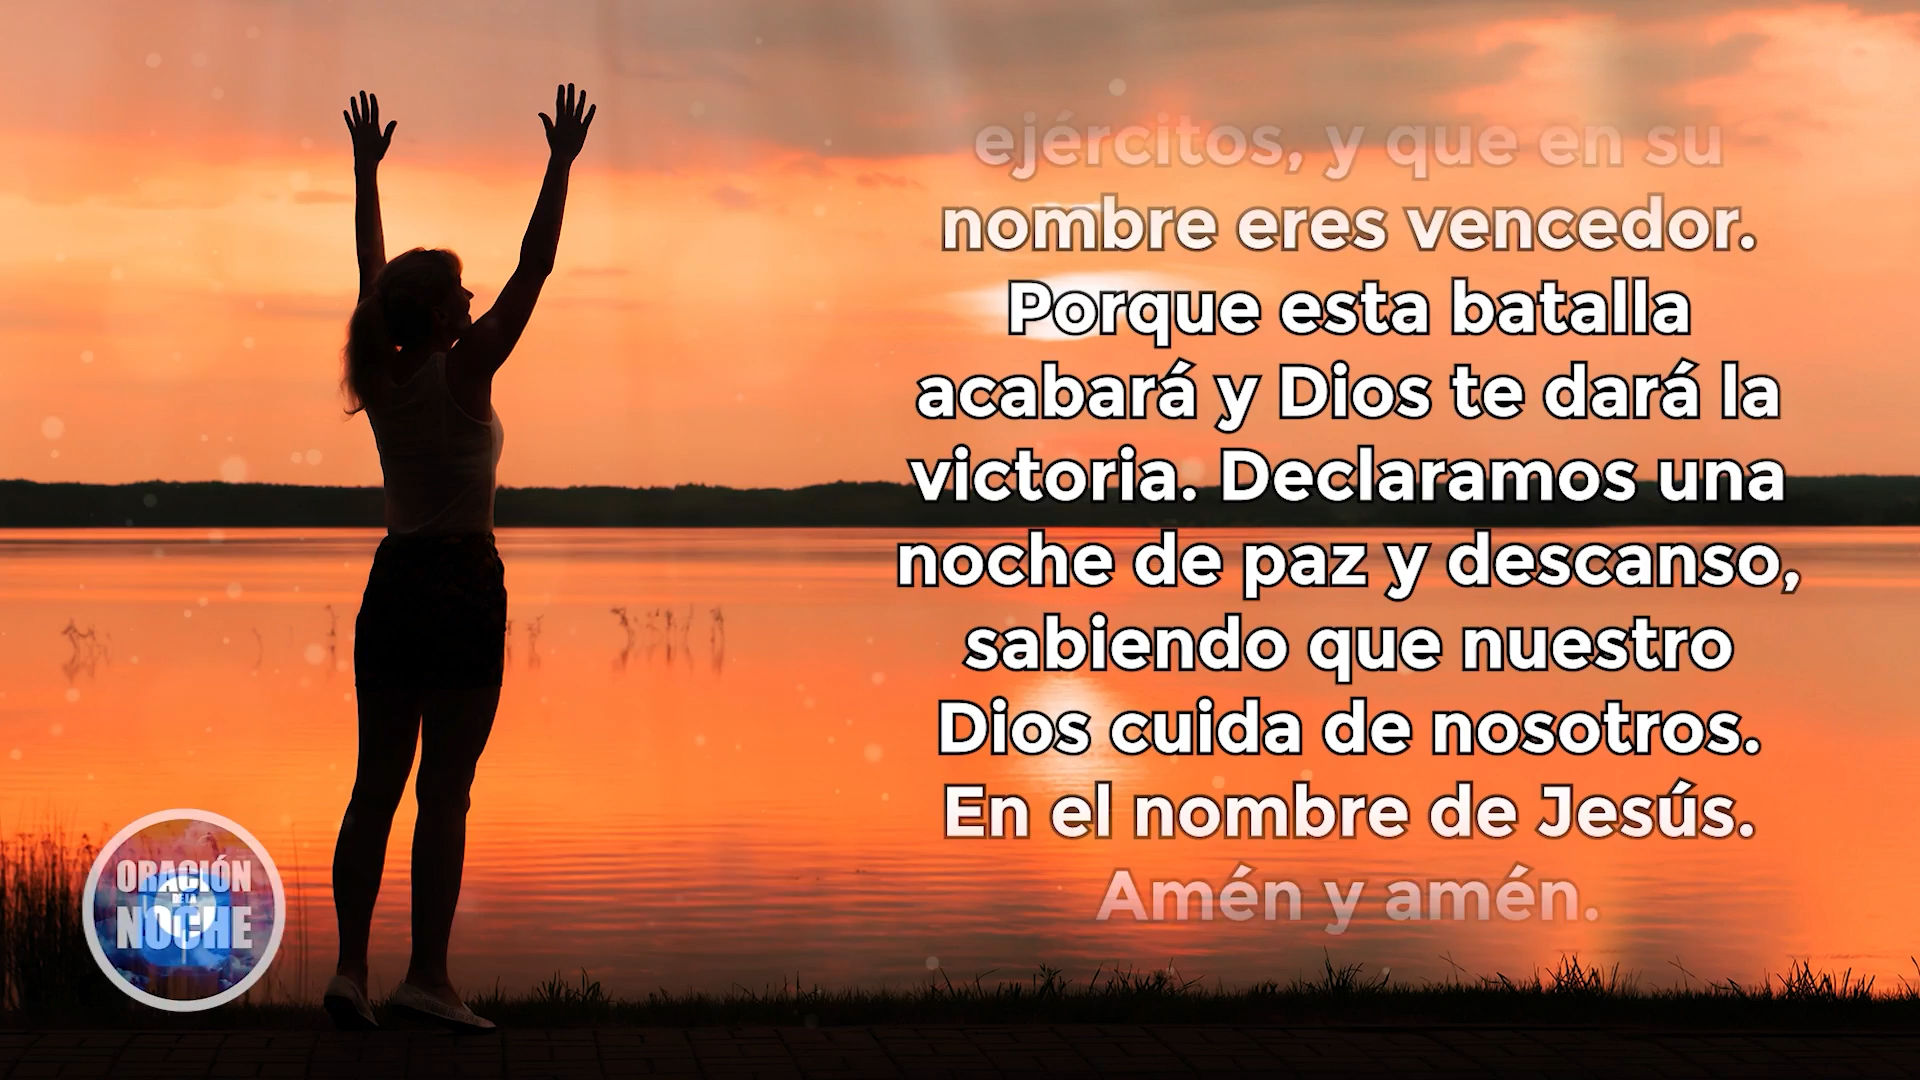 ejércitos, y que en su
nombre eres vencedor.
Porque esta batalla
acabará y Dios te dará la
victoria. Declaramos una
noche de paz y descanso,
sabiendo que nuestro
Dios cuida de nosotros.
En el nombre de Jesús.
Amén y amén.
ORACIÓN
DE LA
NOCHE